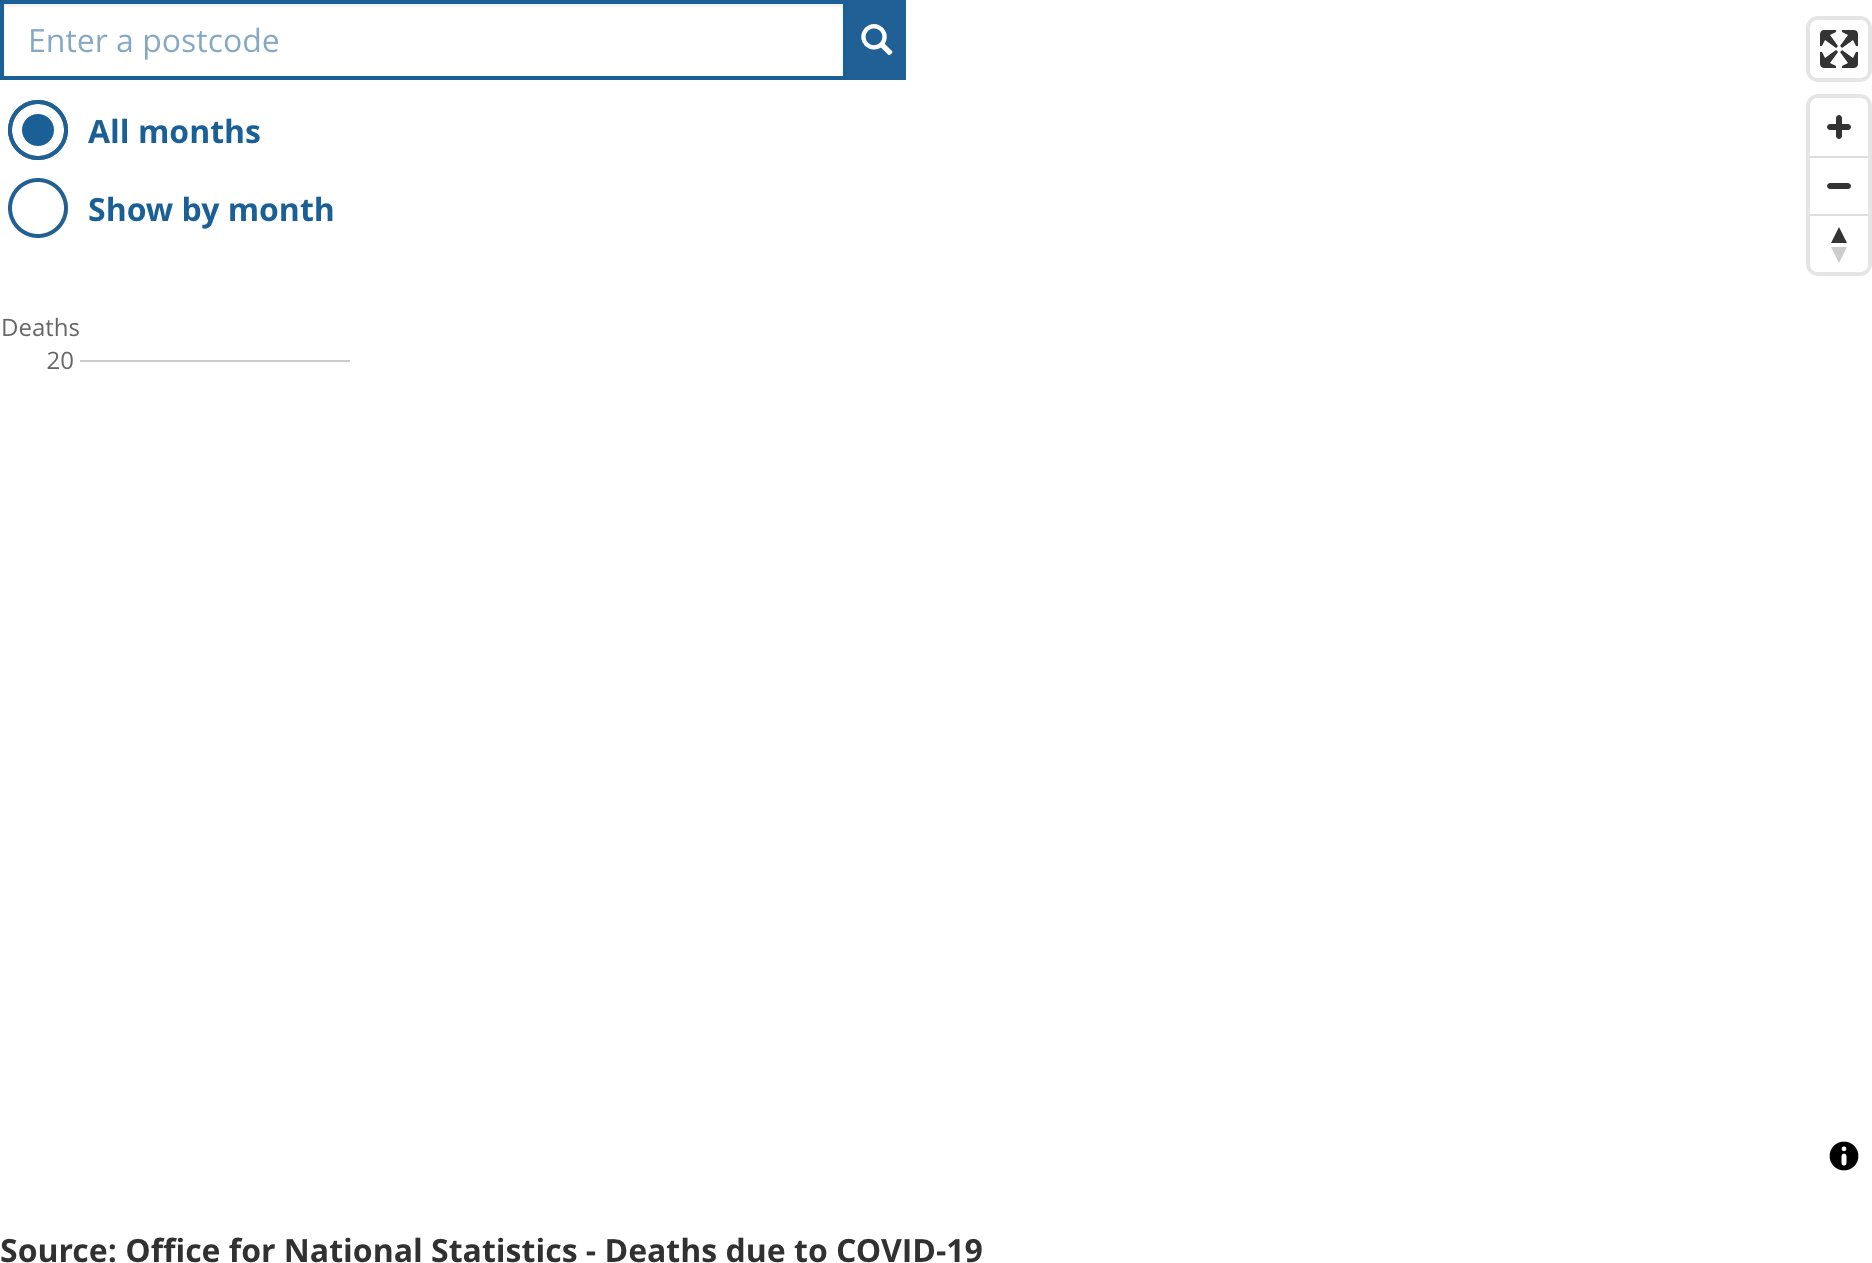 Enter a postcode
All months
Show by month
Deaths
20
Source: Office for National Statistics - Deaths due to COVID-19